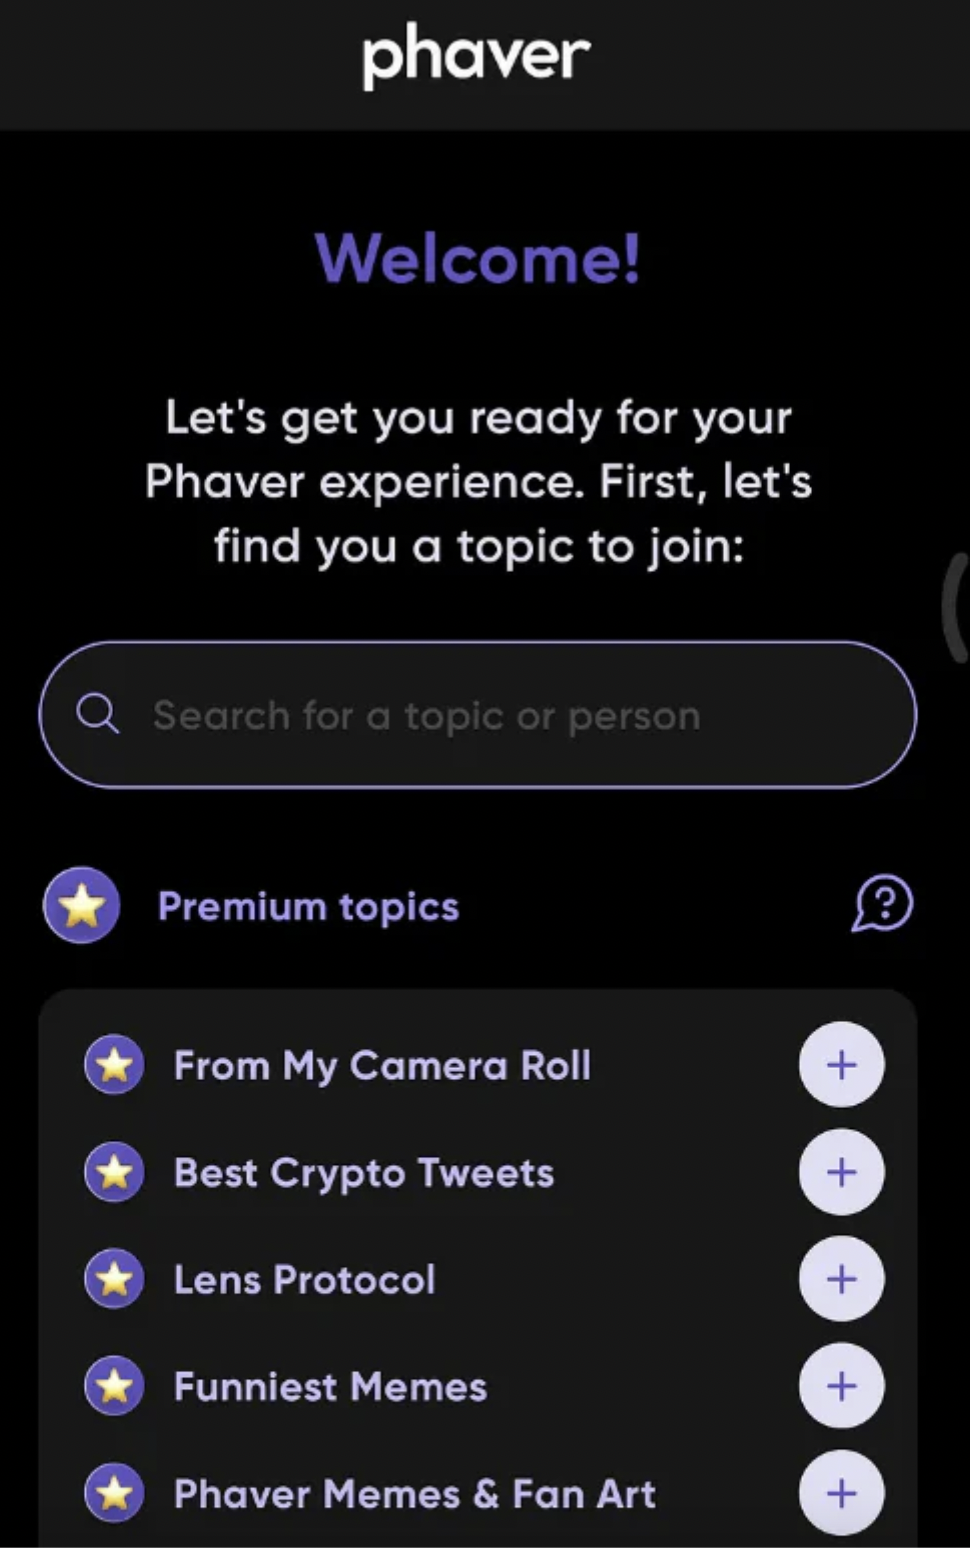 phaver
Welcome!
Let's get you ready for your
Phaver experience. First, let's
find you a topic to join:
Search for a topic or person
Premium topics
From My Camera Roll
Best Crypto Tweets
Lens Protocol
Funniest Memes
Phaver Memes & Fan Art